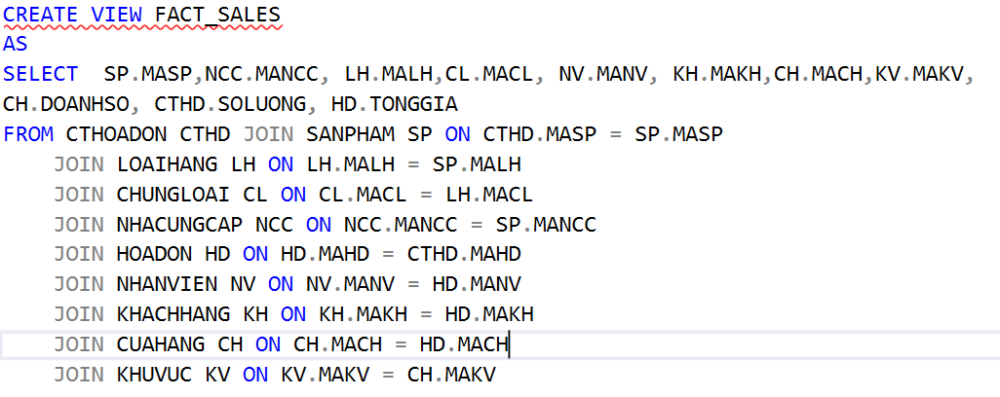 CREATE VIEW FACT_SALES
AS
SELECT  SP.MASP,NCC.MANCC, LH.MALH,CL.MACL, NV.MANV, KH.MAKH,CH.MACH,KV.MAKV,
CH.DOANHSO, CTHD.SOLUONG, HD.TONGGIA
FROM CTHOADON CTHD JOIN SANPHAM SP ON CTHD.MASP = SP.MASP
    JOIN LOAIHANG LH ON LH.MALH = SP.MALH
    JOIN CHUNGLOAI CL ON CL.MACL = LH.MACL
    JOIN NHACUNGCAP NCC ON NCC.MANCC = SP.MANCC
    JOIN HOADON HD ON HD.MAHD = CTHD.MAHD
    JOIN NHANVIEN NV ON NV.MANV = HD.MANV
    JOIN KHACHHANG KH ON KH.MAKH = HD.MAKH
    JOIN CUAHANG CH ON CH.MACH = HD.MACH
    JOIN KHUVUC KV ON KV.MAKV = CH.MAKV